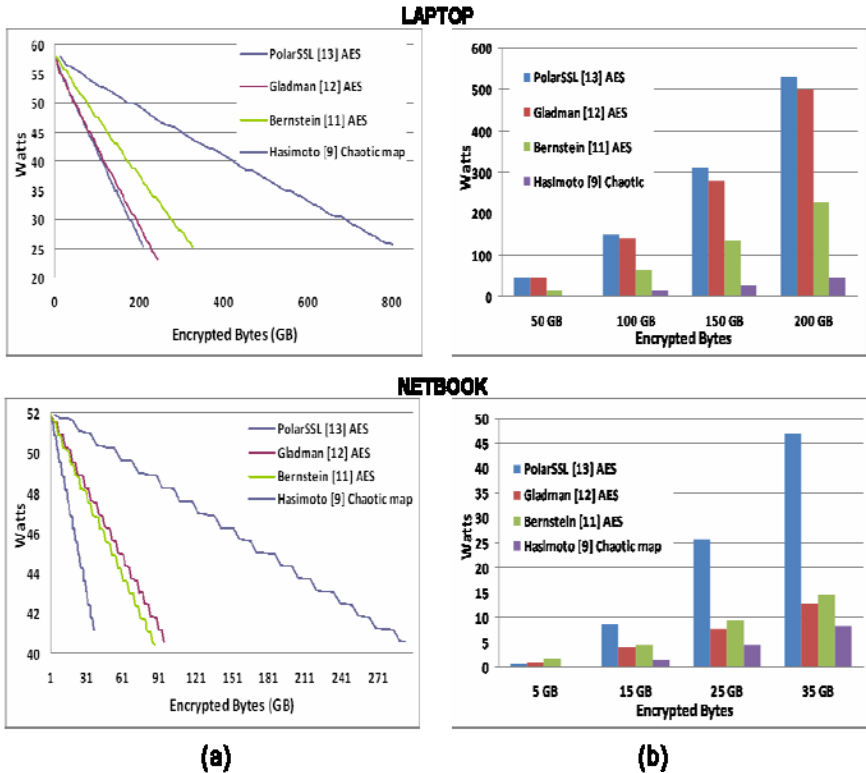 LAPTOP
60
55
50
45
40
35
30
25
20
Watts
PolarSSL [13] AES
Gladman [12] AES
Bernstein [11] AES
Hasimoto [9] Chaotic map
0
200
400
600
800
Encrypted Bytes (GB)
600
500
400
300
200
100
0
Watts
PolarSSL [13] AES
Gladman [12] AES
Bernstein [11] AES
Hasimoto [9] Chaotic
50 GB
100 GB
150 GB
200 GB
Encrypted Bytes
NETBOOK
52
50
48
46
44
42
40
Watts
PolarSSL [13] AES
Gladman [12] AES
Bernstein [11] AES
Hasimoto [9] Chaotic map
1
31
61
91
121
151
181
211
241
271
Encrypted Bytes (GB)
50
45
40
35
30
25
20
15
10
5
0
Watts
PolarSSL [13] AES
Gladman [12] AES
Bernstein [11] AES
Hasimoto [9] Chaotic map
5 GB
15 GB
25 GB
35 GB
Encrypted Bytes
(a)
(b)